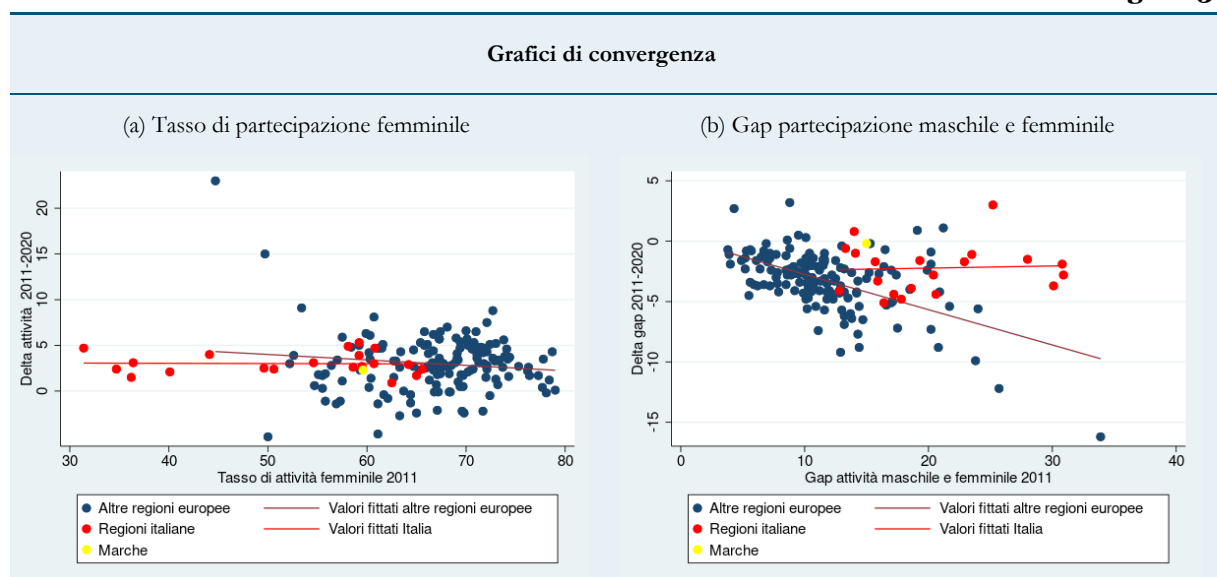 Grafici di convergenza
(a) Tasso di partecipazione femminile
(b) Gap partecipazione maschile e femminile
Delta attività 2011-2020
20
15
10
5
0
30
40
50
60
70
80
Tasso di attività femminile 2011
Altre regioni europee
Valori fittati altre regioni europee
Regioni italiane
Valori fittati Italia
Marche
Delta gap 2011-2020
5
0
-5
-10
-15
0
10
20
30
40
Gap attività maschile e femminile 2011
Altre regioni europee
Valori fittati altre regioni europee
Regioni italiane
Valori fittati Italia
Marche